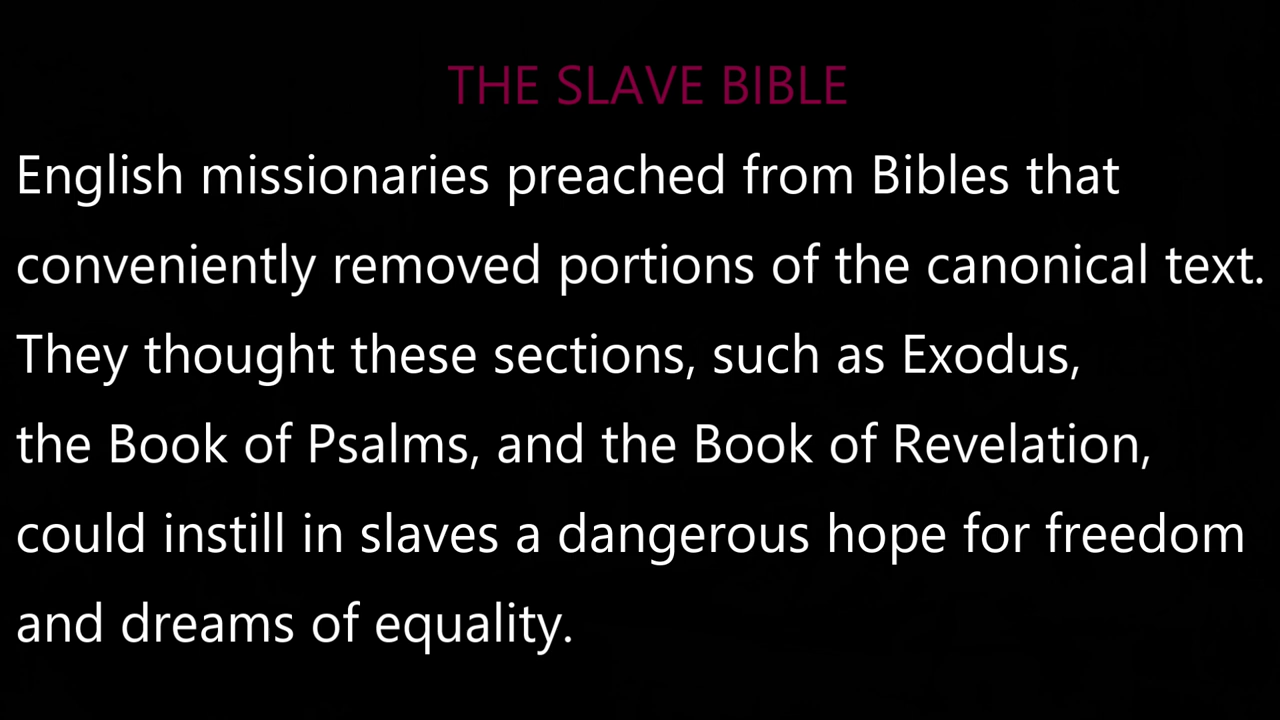 THE SLAVE BIBLE
English missionaries preached from Bibles that
conveniently removed portions of the canonical text.
They thought these sections, such as Exodus,
the Book of Psalms, and the Book of Revelation,
could instill in slaves a dangerous hope for freedom
and dreams of equality.